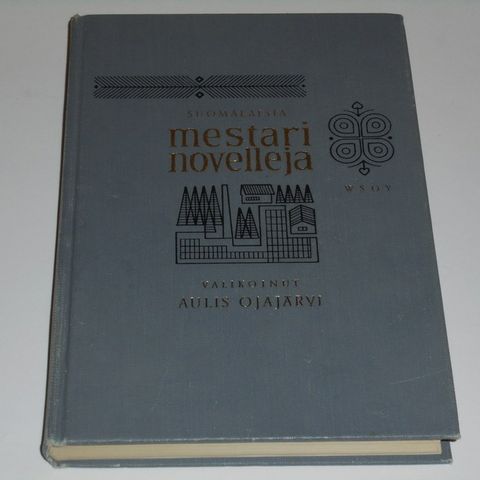 SUOMALAISIA
mestari
novelleja
WSOY
VALIKOINUT
AULIS OJAJÄRVI